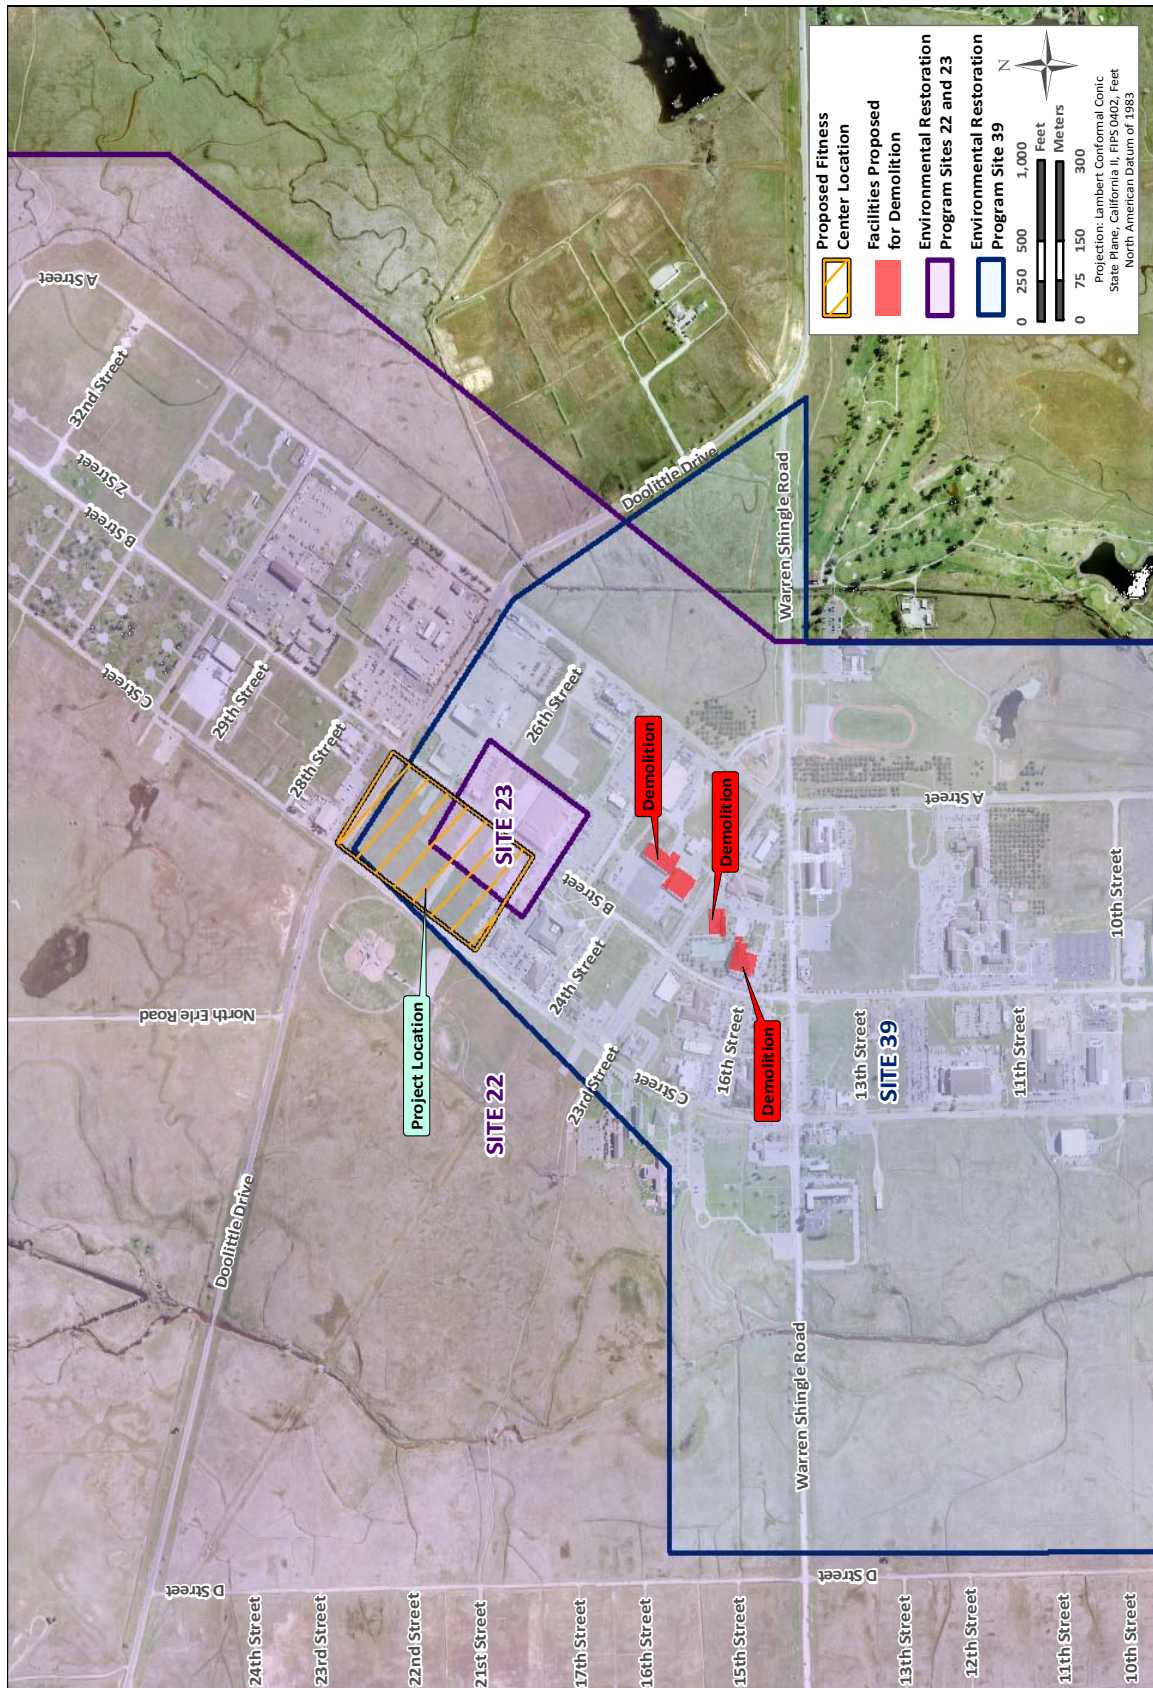 A Street
32nd Street
Z Street
B Street
C Street
29th Street
28th Street
26th Street
Doolittle Drive
Warren Shingle Road
SITE 23
Demolition
Demolition
Demolition
B Street
24th Street
A Street
10th Street
North Erle Road
Project Location
SITE 22
23rd Street
C Street
16th Street
13th Street
SITE 39
11th Street
Doolittle Drive
Warren Shingle Road
D Street
D Street
24th Street
23rd Street
22nd Street
21st Street
17th Street
16th Street
15th Street
13th Street
12th Street
11th Street
10th Street
Proposed Fitness
Center Location
Facilities Proposed
for Demolition
Environmental Restoration
Program Sites 22 and 23
Environmental Restoration
Program Site 39
N
0 250 500 1,000
Feet
Meters
0 75 150 300
Projection: Lambert Conformal Conic
State Plane, California II, FIPS 0402, Feet
North American Datum of 1983